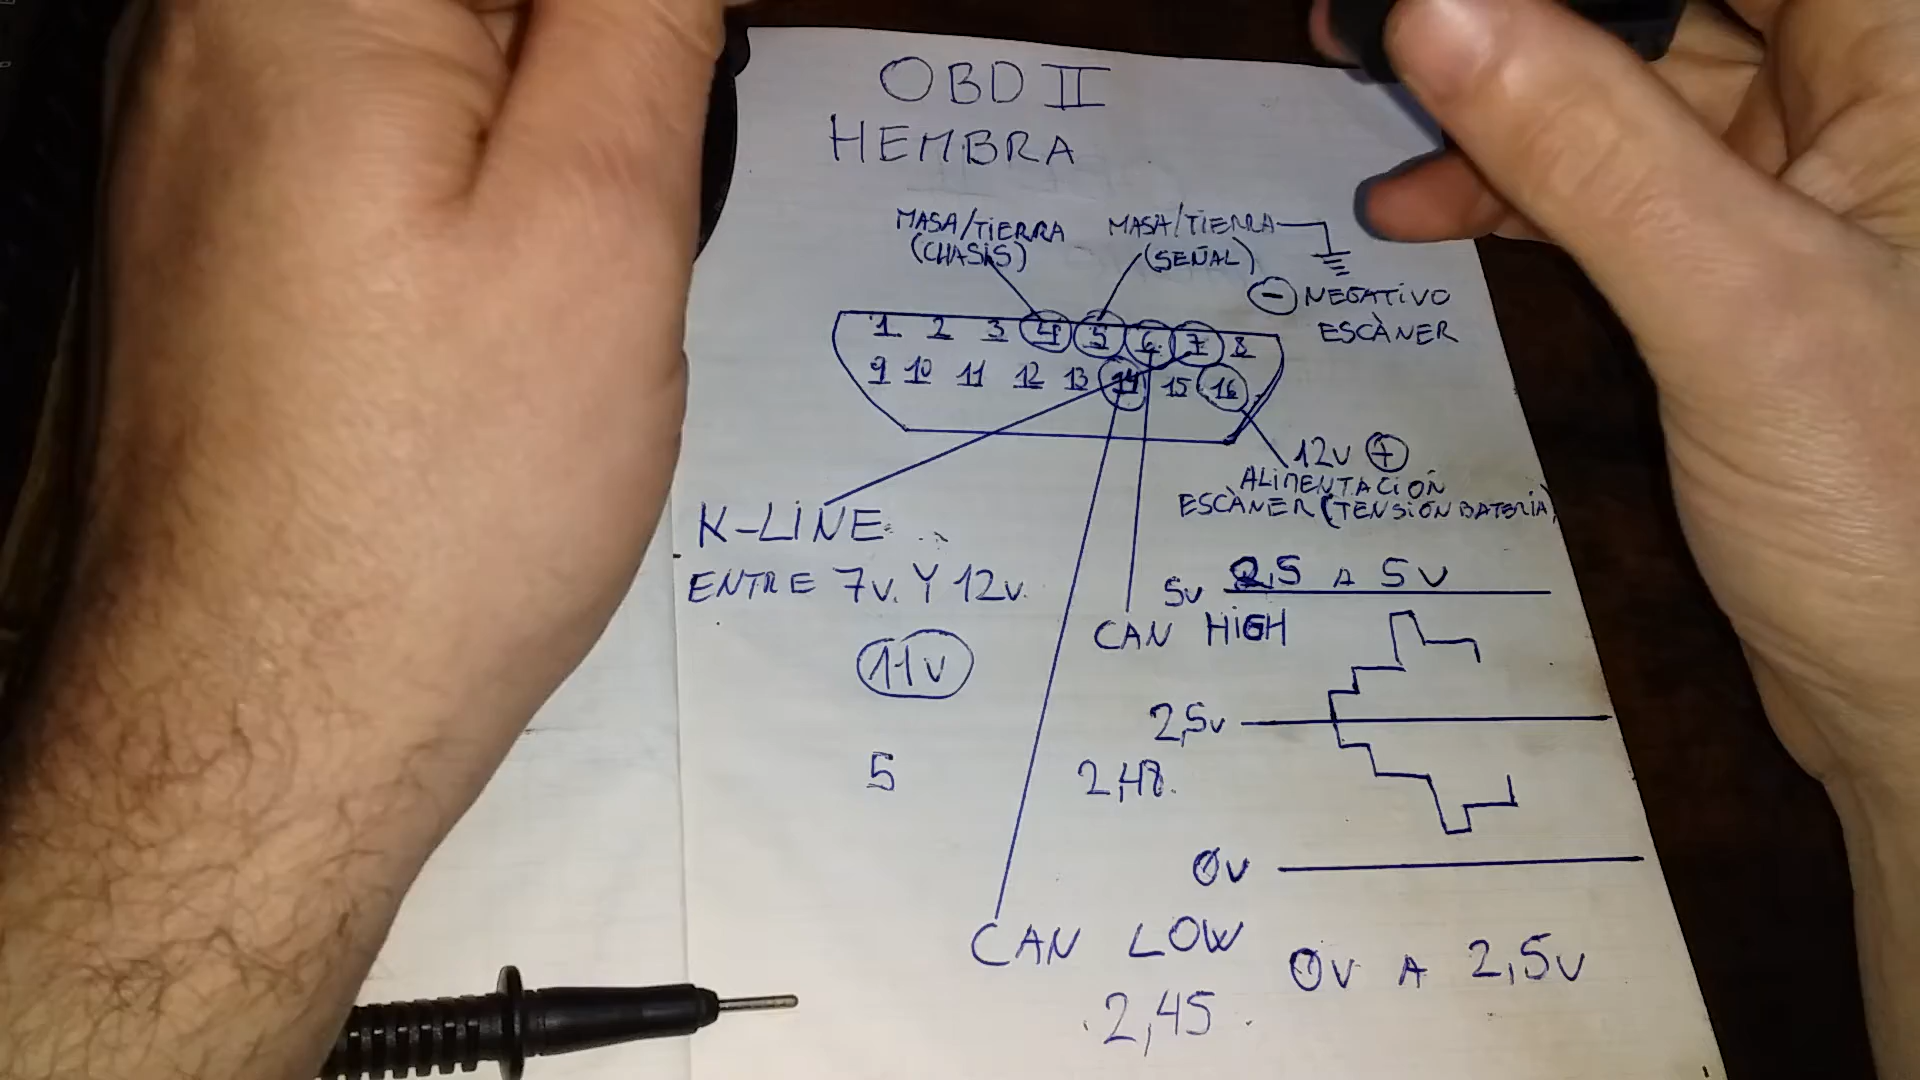 OBD II
HEMBRA
MASA/TIERRA
(CHASIS)
MASA/TIERRA
(SEÑAL)
- NEGATIVO
ESCÀNER
1 2 3 4 5 6 7 8
9 10 11 12 13 14 15 16
12V +
ALIMENTACIÓN
ESCÀNER (TENSIÓN BATERÍA)
K-LINE
ENTRE 7V. Y 12V.
11V
5
5V 2,5 A 5V
CAN HIGH
2,5V
2,48.
0V
CAN LOW
0V A 2,5V
2,45